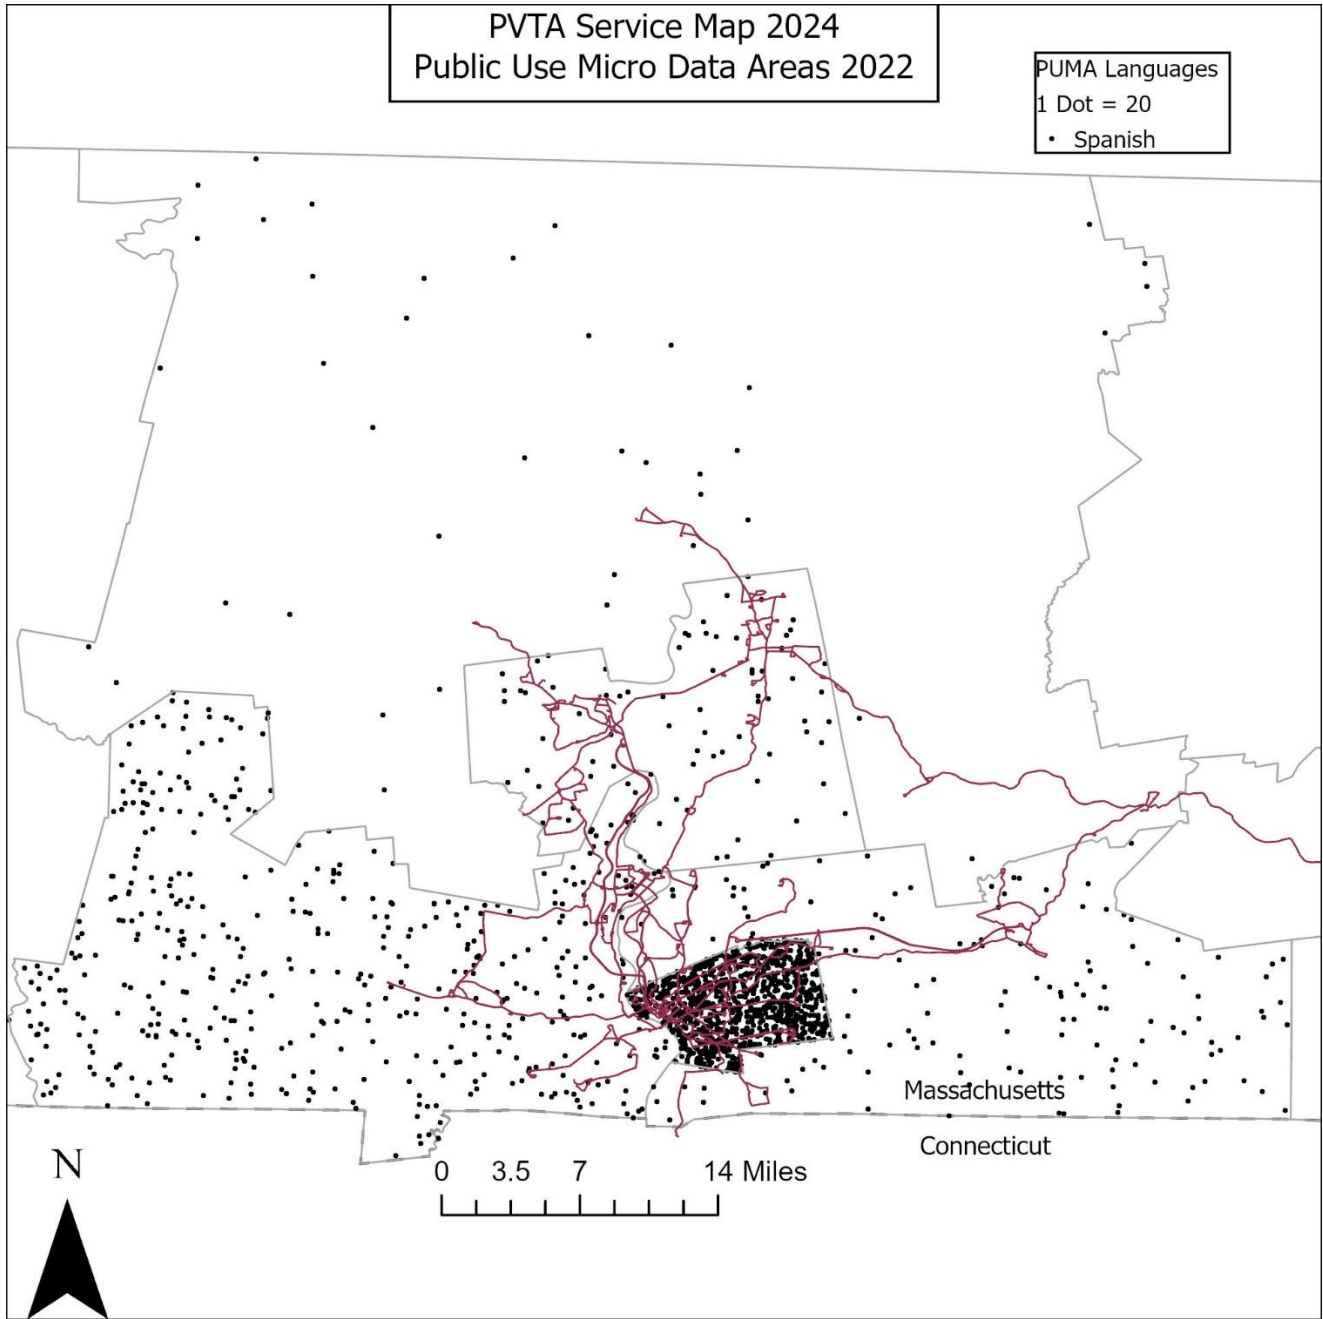 PVTA Service Map 2024
Public Use Micro Data Areas 2022
PUMA Languages
1 Dot = 20
Spanish
Massachusetts
Connecticut
N
0 3.5 7 14 Miles